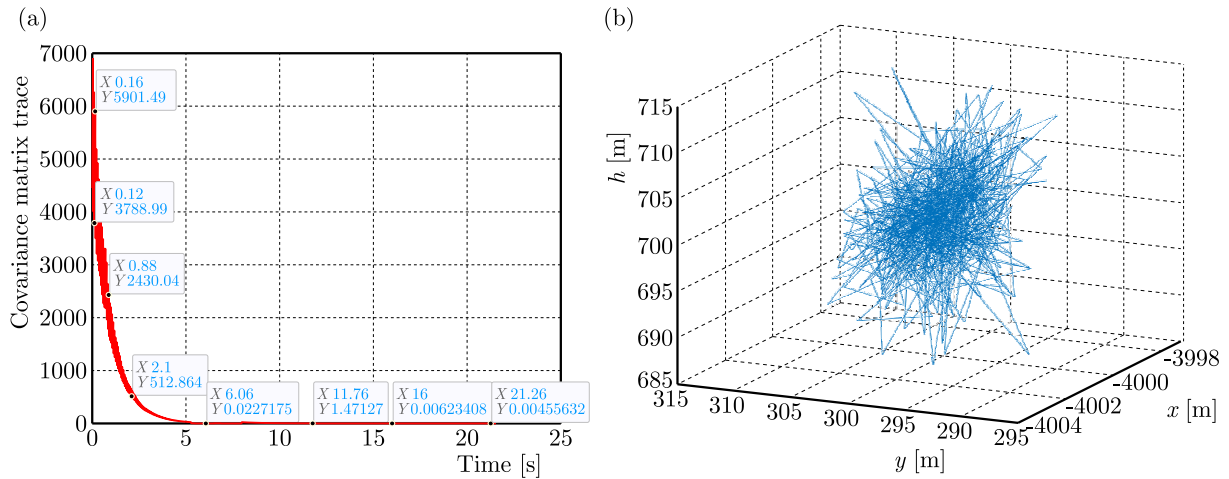 (a)
7000
6000
5000
4000
3000
2000
1000
0
Covariance matrix trace
X 0.16
Y 5901.49
X 0.12
Y 3788.99
X 0.88
Y 2430.04
X 2.1
Y 512.864
X 6.06
Y 0.0227175
X 11.76
Y 1.47127
X 16
Y 0.00623408
X 21.26
Y 0.00455632
0 5 10 15 20 25
Time [s]
(b)
715
710
705
700
695
690
685
h [m]
315 310 305 300 295 290 295
y [m]
-4004
-4002
-4000
-3998
x [m]